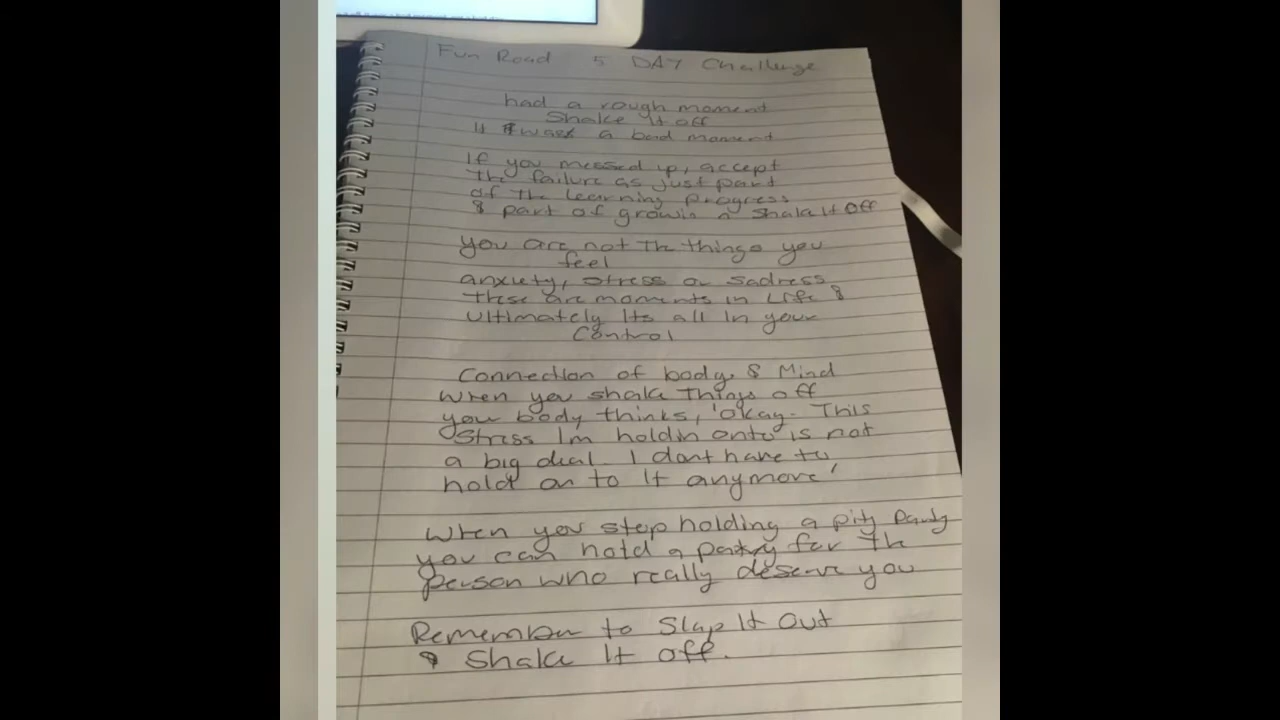 Fun Road 5 DAY Challenge
had a rough moment
Shake it off
It was a bad moment
If you messed up, accept
the failure as just part
of the learning progress
& part of growin n Shake It Off
you are not the things you
feel
anxiety, stress or sadness
these are moments in Life &
Ultimately Its all in your
Control
Connection of body & Mind
When you shake things off
you body thinks, 'okay. This
Stress Im holdin onto is not
a big deal. I dont have to
hold on to it anymore'
When you stop holding a pity party
you can hold a party for the
person who really deserve you
Remember to Slap It Out
& Shake It off.